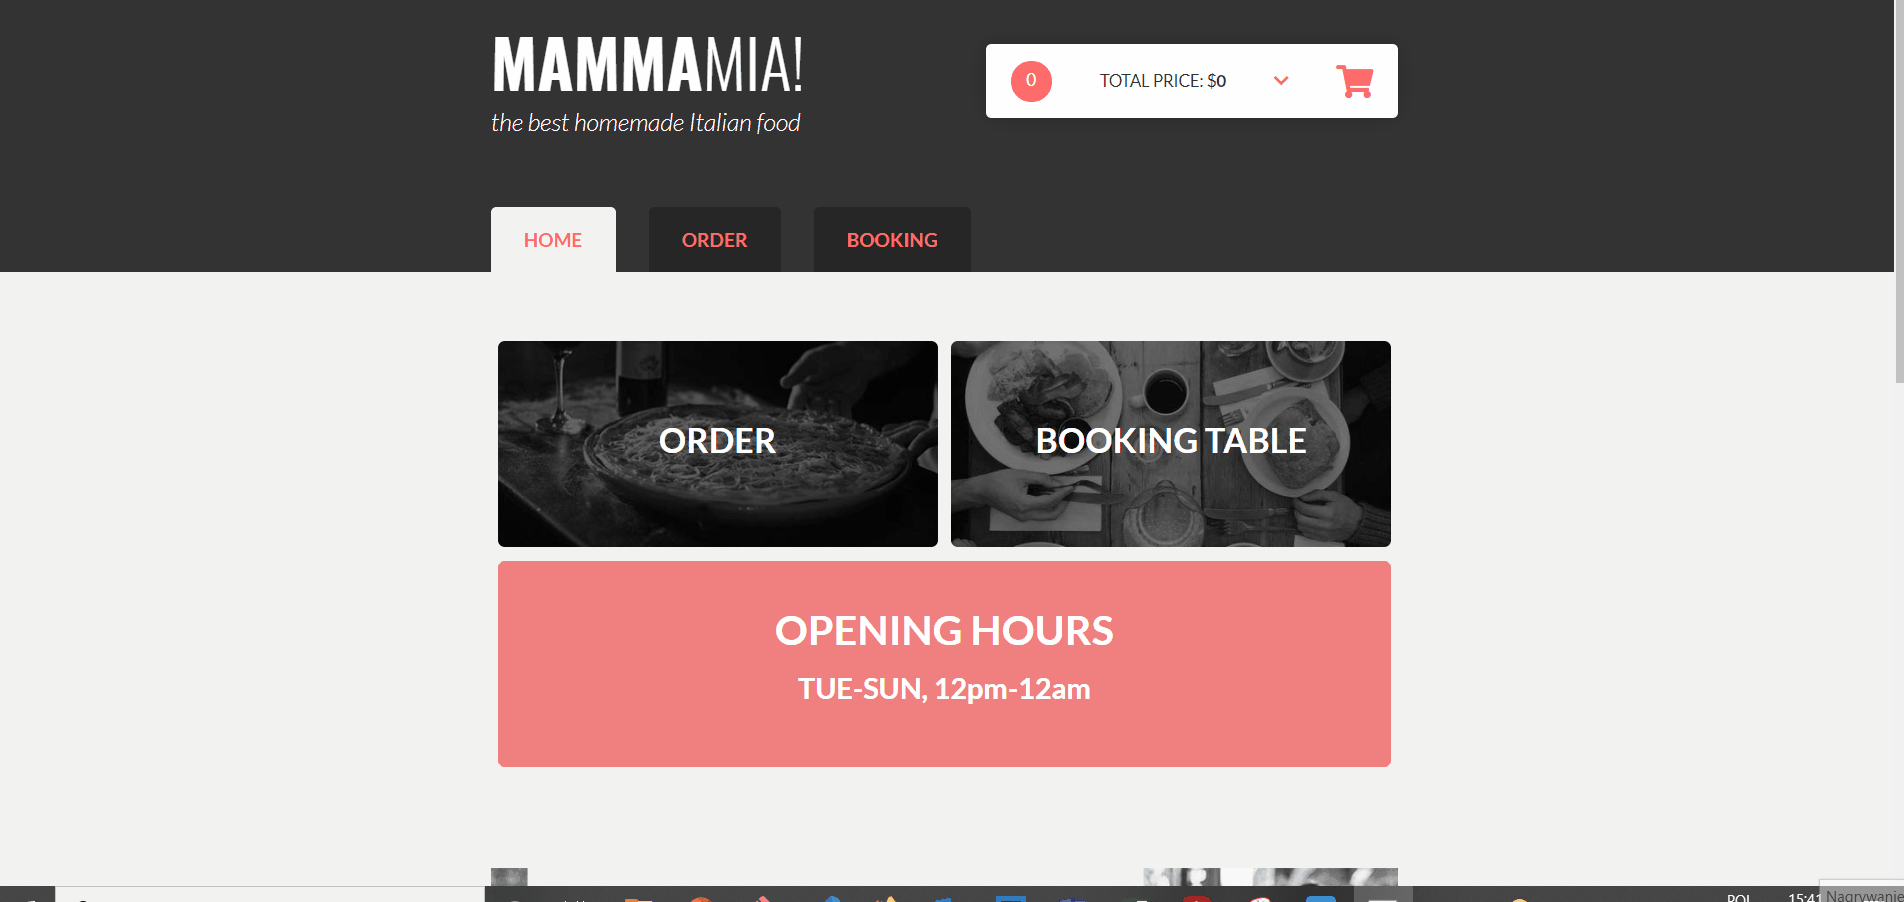 MAMMAMIA!
the best homemade Italian food
0
TOTAL PRICE: $0
HOME
ORDER
BOOKING
ORDER
BOOKING TABLE
OPENING HOURS
TUE-SUN, 12pm-12am
POL
15:41
Nagrywanie